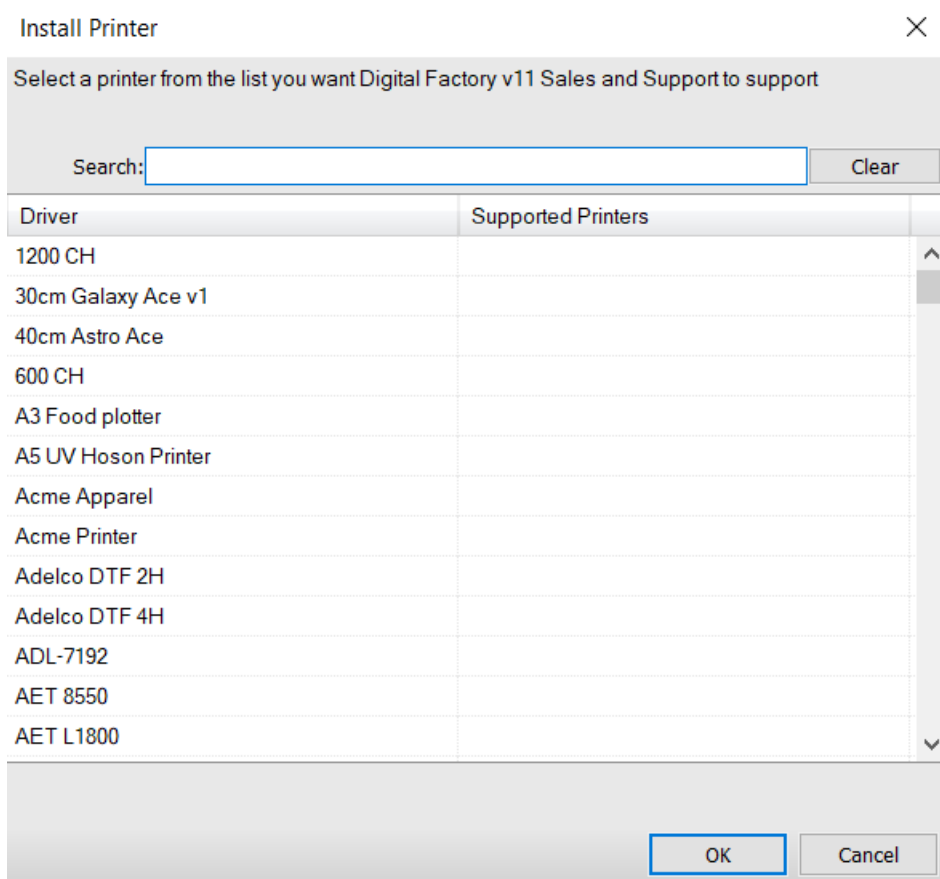 Install Printer
Select a printer from the list you want Digital Factory v11 Sales and Support to support
Search: Clear
Driver Supported Printers
1200 CH
30cm Galaxy Ace v1
40cm Astro Ace
600 CH
A3 Food plotter
A5 UV Hoson Printer
Acme Apparel
Acme Printer
Adelco DTF 2H
Adelco DTF 4H
ADL-7192
AET 8550
AET L1800
OK Cancel